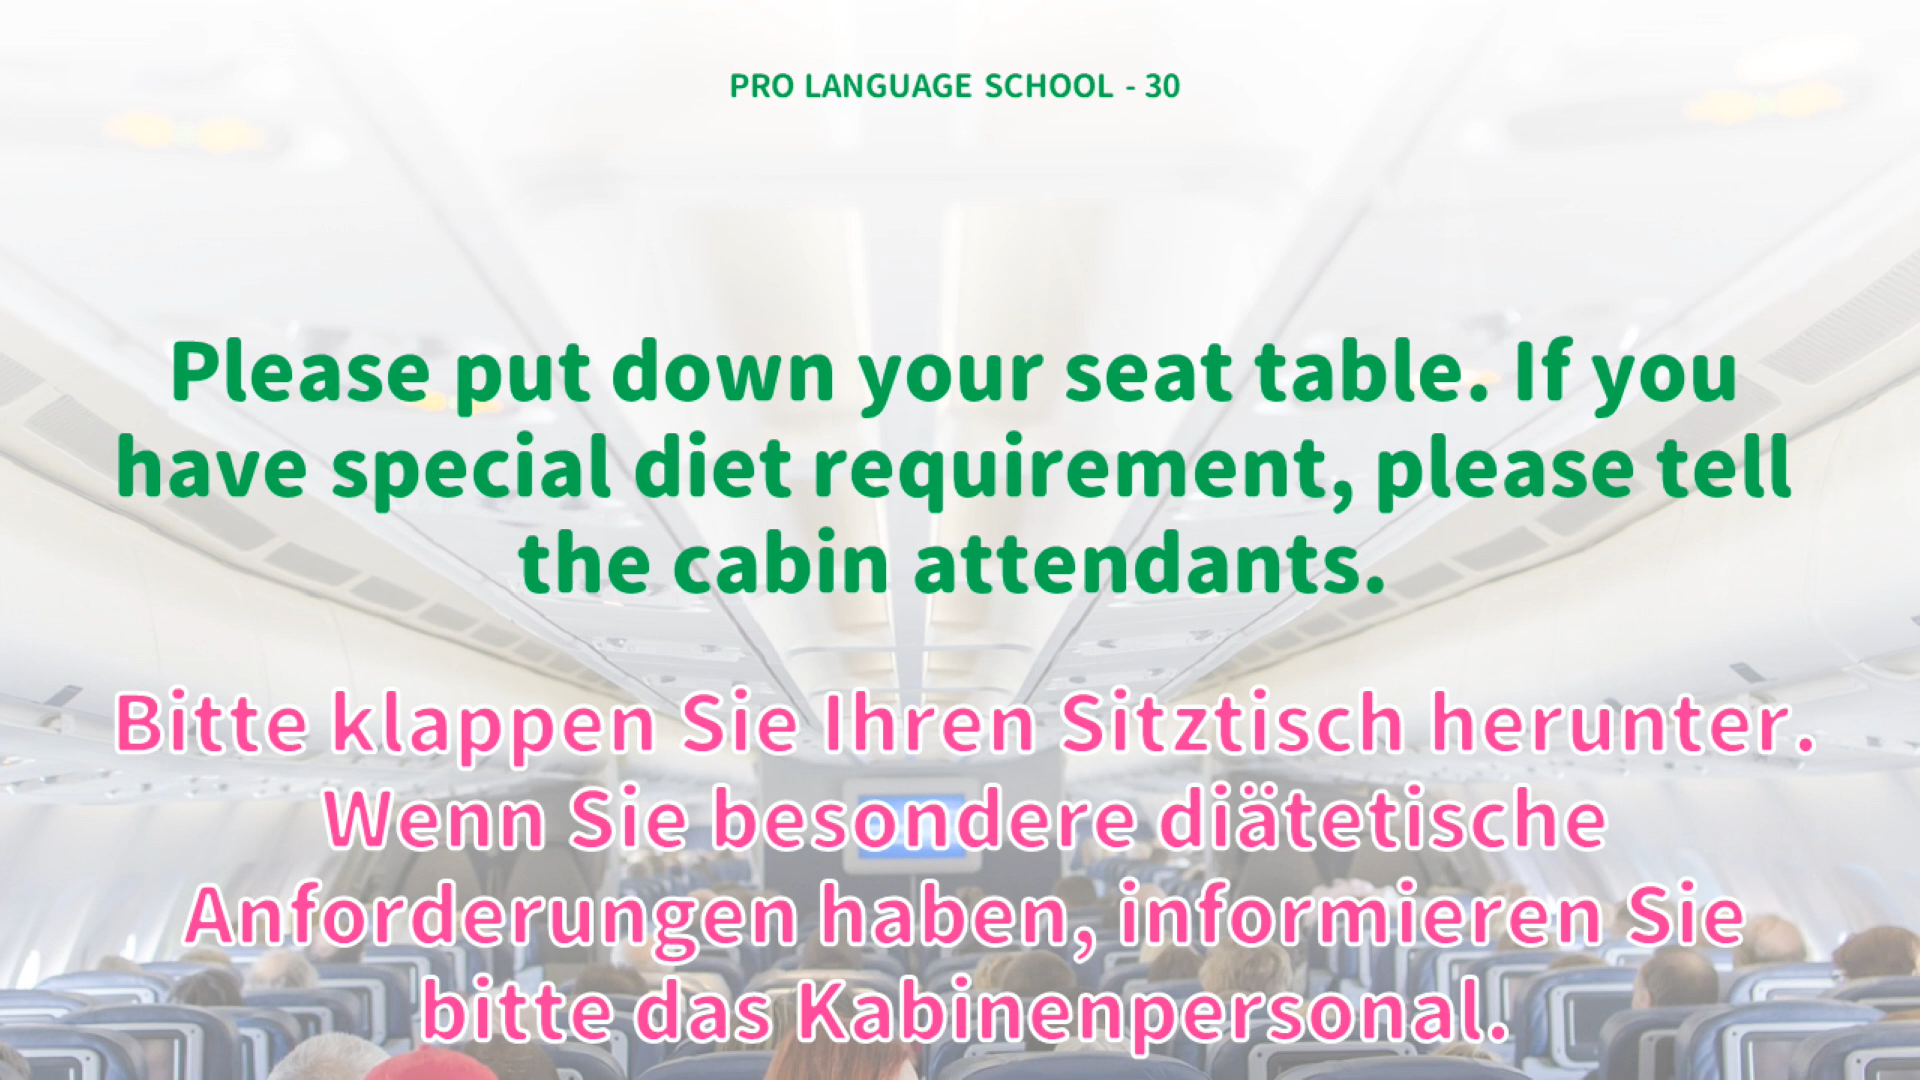 PRO LANGUAGE SCHOOL - 30
Please put down your seat table. If you
have special diet requirement, please tell
the cabin attendants.
Bitte klappen Sie Ihren Sitztisch herunter.
Wenn Sie besondere diätetische
Anforderungen haben, informieren Sie
bitte das Kabinenpersonal.